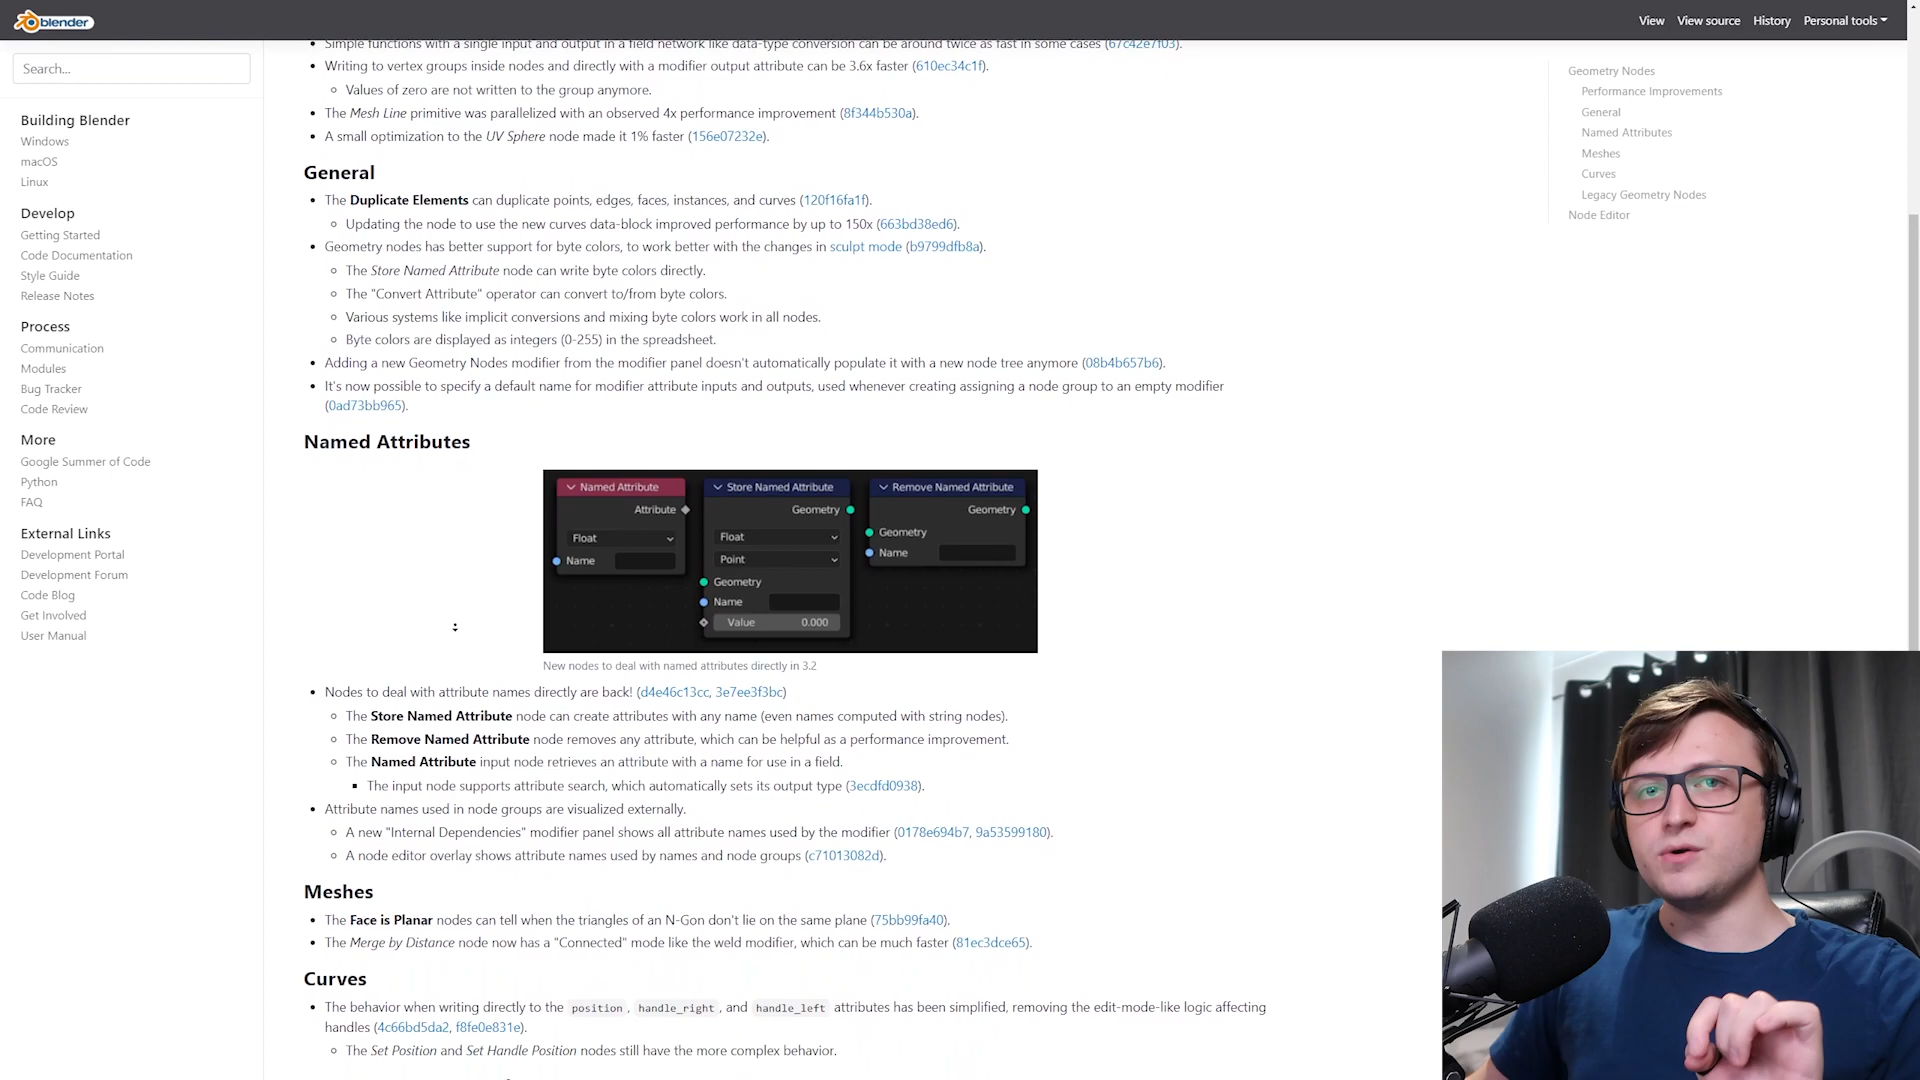 blender
View View source History Personal tools
Search...
Building Blender
Windows
macOS
Linux
Develop
Getting Started
Code Documentation
Style Guide
Release Notes
Process
Communication
Modules
Bug Tracker
Code Review
More
Google Summer of Code
Python
FAQ
External Links
Development Portal
Development Forum
Code Blog
Get Involved
User Manual
Simple functions with a single input and output in a field network like data-type conversion can be around twice as fast in some cases (67c42e7f03).
Writing to vertex groups inside nodes and directly with a modifier output attribute can be 3.6x faster (610ec34c1f).
Values of zero are not written to the group anymore.
The Mesh Line primitive was parallelized with an observed 4x performance improvement (8f344b530a).
A small optimization to the UV Sphere node made it 1% faster (156e07232e).
General
The Duplicate Elements can duplicate points, edges, faces, instances, and curves (120f16fa1f).
Updating the node to use the new curves data-block improved performance by up to 150x (663bd38ed6).
Geometry nodes has better support for byte colors, to work better with the changes in sculpt mode (b9799dfb8a).
The Store Named Attribute node can write byte colors directly.
The "Convert Attribute" operator can convert to/from byte colors.
Various systems like implicit conversions and mixing byte colors work in all nodes.
Byte colors are displayed as integers (0-255) in the spreadsheet.
Adding a new Geometry Nodes modifier from the modifier panel doesn't automatically populate it with a new node tree anymore (08b4b657b6).
It's now possible to specify a default name for modifier attribute inputs and outputs, used whenever creating assigning a node group to an empty modifier
(0ad73bb965).
Named Attributes
Named Attribute
Attribute
Float
Name
Store Named Attribute
Geometry
Float
Point
Geometry
Name
Value 0.000
Remove Named Attribute
Geometry
Geometry
Name
New nodes to deal with named attributes directly in 3.2
Nodes to deal with attribute names directly are back! (d4e46c13cc, 3e7ee3f3bc)
The Store Named Attribute node can create attributes with any name (even names computed with string nodes).
The Remove Named Attribute node removes any attribute, which can be helpful as a performance improvement.
The Named Attribute input node retrieves an attribute with a name for use in a field.
The input node supports attribute search, which automatically sets its output type (3ecdfd0938).
Attribute names used in node groups are visualized externally.
A new "Internal Dependencies" modifier panel shows all attribute names used by the modifier (0178e694b7, 9a53599180).
A node editor overlay shows attribute names used by names and node groups (c71013082d).
Meshes
The Face is Planar nodes can tell when the triangles of an N-Gon don't lie on the same plane (75bb99fa40).
The Merge by Distance node now has a "Connected" mode like the weld modifier, which can be much faster (81ec3dce65).
Curves
The behavior when writing directly to the position, handle_right, and handle_left attributes has been simplified, removing the edit-mode-like logic affecting
handles (4c66bd5da2, f8fe0e831e).
The Set Position and Set Handle Position nodes still have the more complex behavior.
Geometry Nodes
Performance Improvements
General
Named Attributes
Meshes
Curves
Legacy Geometry Nodes
Node Editor